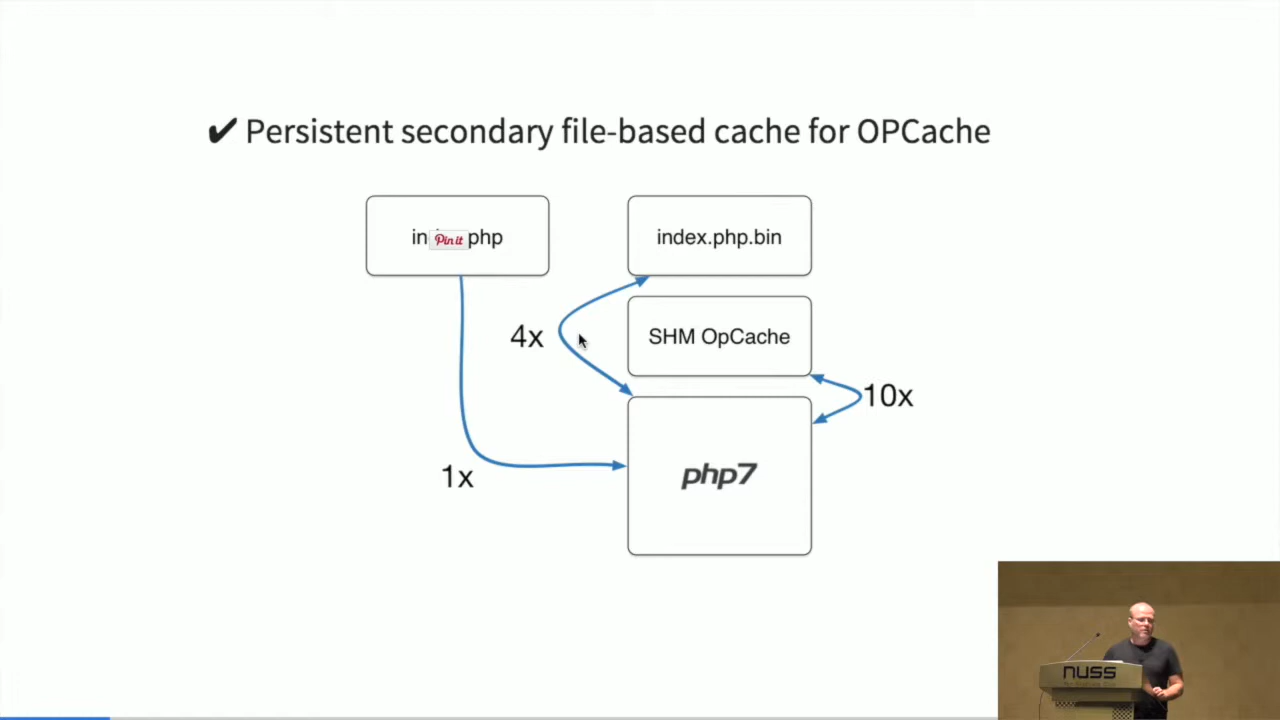 ✔ Persistent secondary file-based cache for OPCache
in Pin it php
index.php.bin
4x
SHM OpCache
10x
1x
php7
nuss